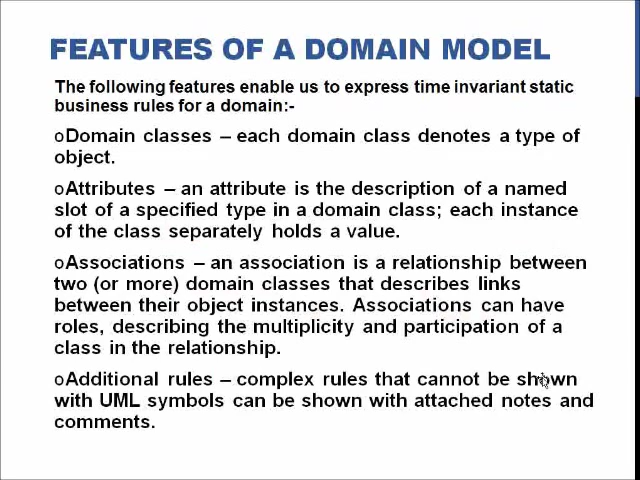 FEATURES OF A DOMAIN MODEL
The following features enable us to express time invariant static
business rules for a domain:-
oDomain classes – each domain class denotes a type of
object.
oAttributes – an attribute is the description of a named
slot of a specified type in a domain class; each instance
of the class separately holds a value.
oAssociations – an association is a relationship between
two (or more) domain classes that describes links
between their object instances. Associations can have
roles, describing the multiplicity and participation of a
class in the relationship.
oAdditional rules – complex rules that cannot be shown
with UML symbols can be shown with attached notes and
comments.